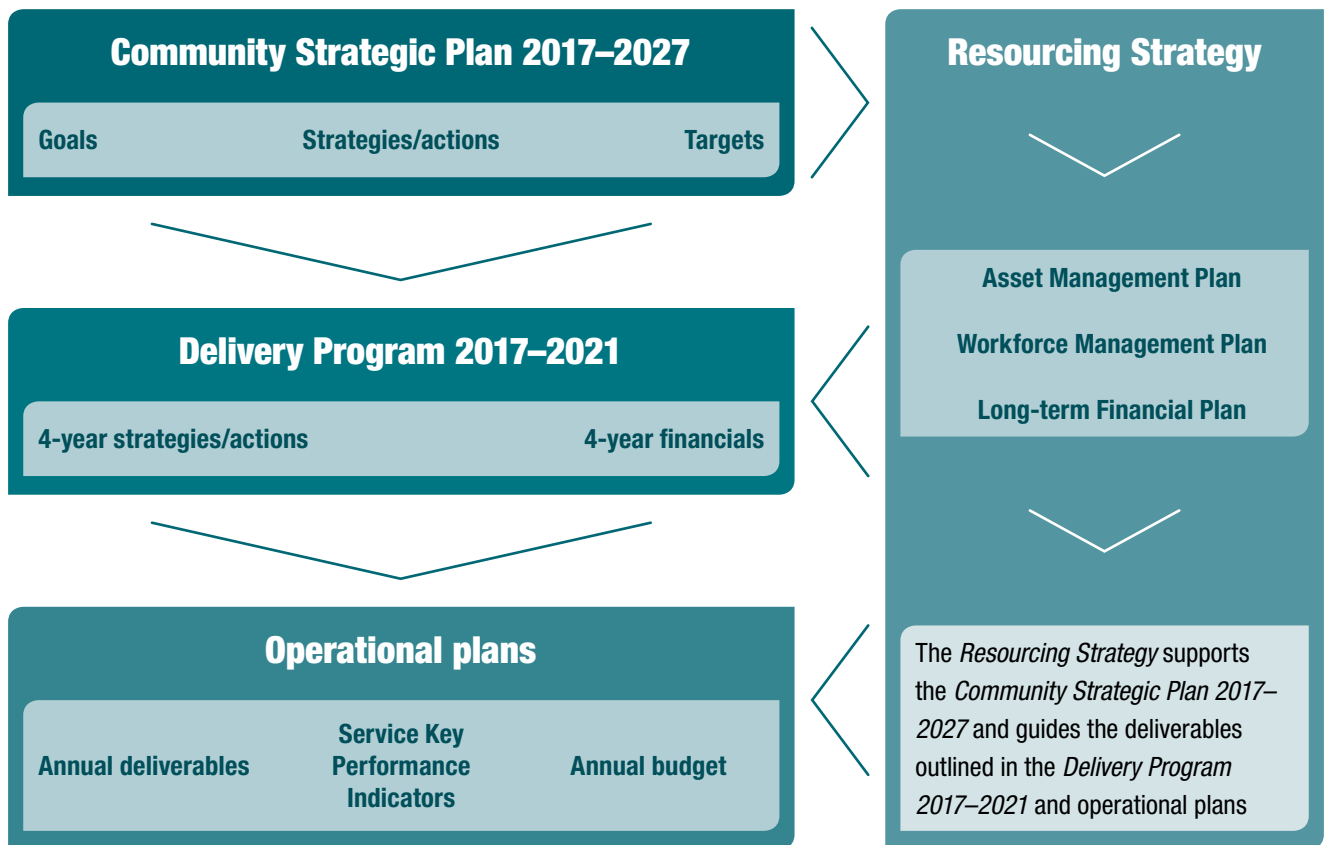 Community Strategic Plan 2017–2027
Goals
Strategies/actions
Targets
Delivery Program 2017–2021
4-year strategies/actions
4-year financials
Operational plans
Annual deliverables
Service Key
Performance
Indicators
Annual budget
Resourcing Strategy
Asset Management Plan
Workforce Management Plan
Long-term Financial Plan
The Resourcing Strategy supports
the Community Strategic Plan 2017–
2027 and guides the deliverables
outlined in the Delivery Program
2017–2021 and operational plans